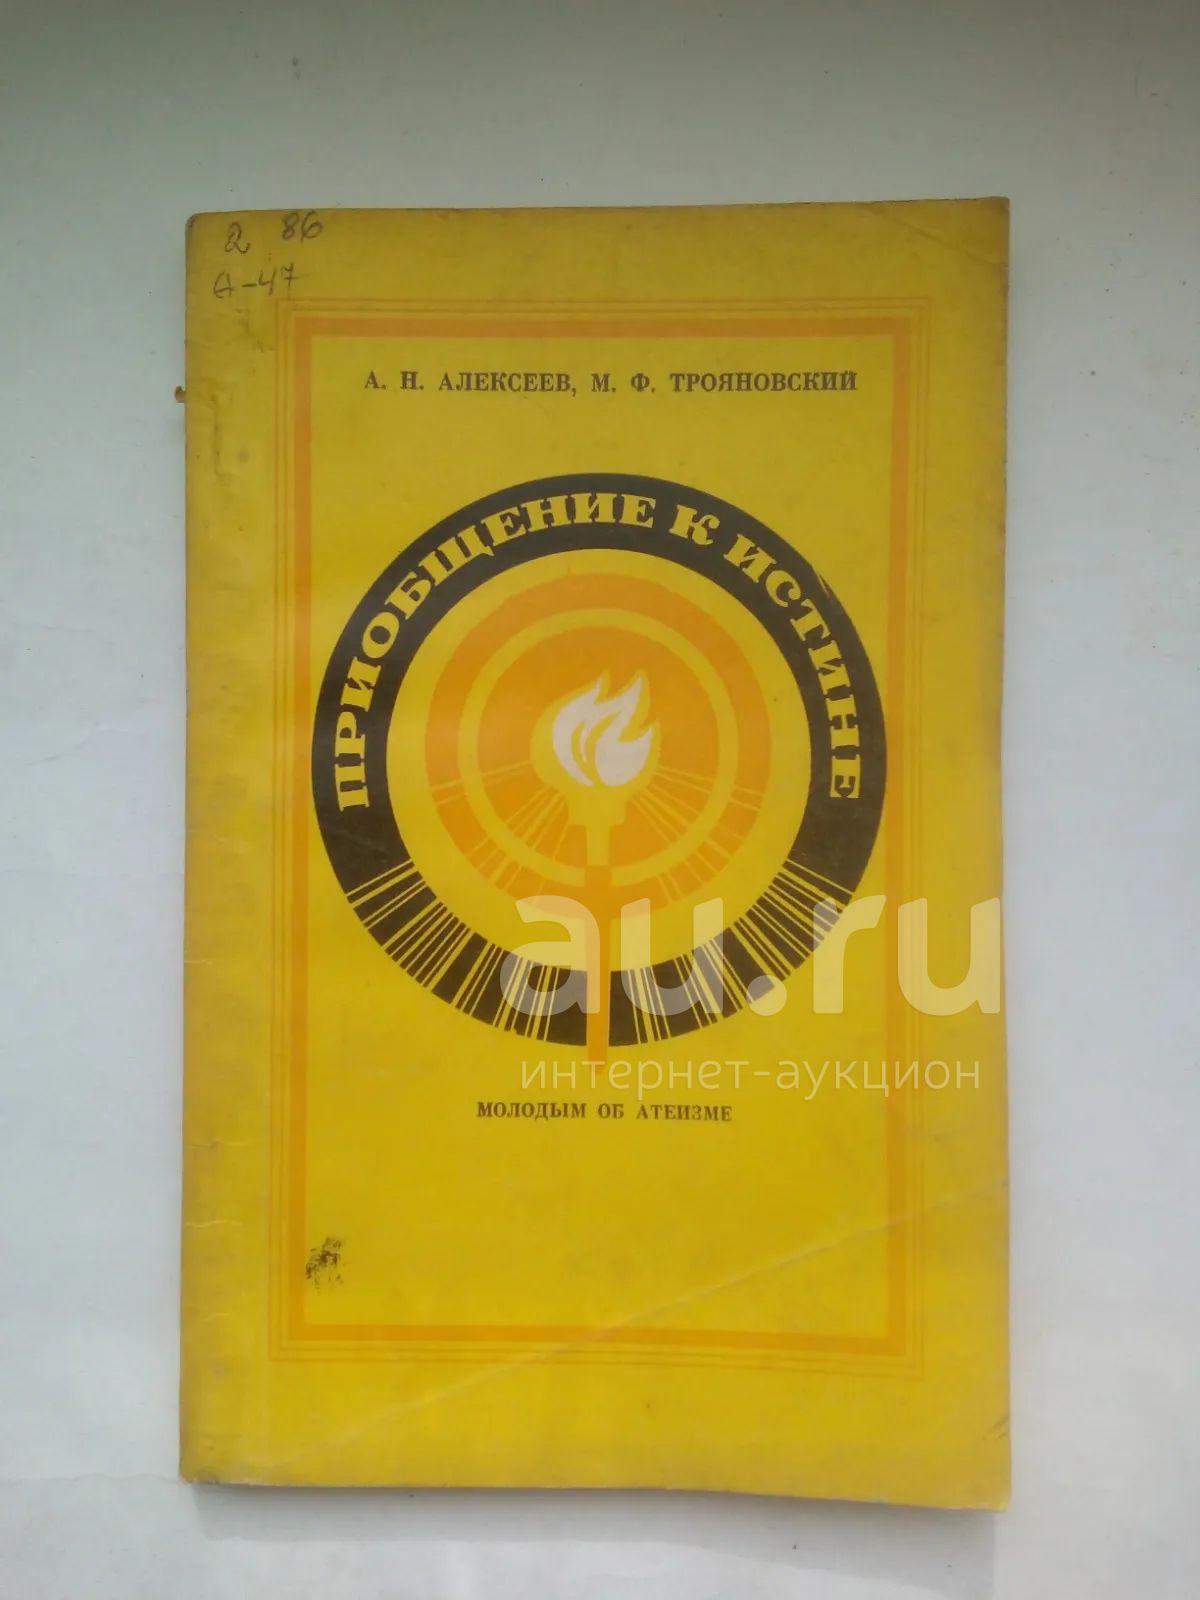 2 86
А-47
А. Н. АЛЕКСЕЕВ, М. Ф. ТРОЯНОВСКИЙ
ПРИОБЩЕНИЕ К ИСТИНЕ
au.ru
интернет-аукцион
МОЛОДЫМ ОБ АТЕИЗМЕ